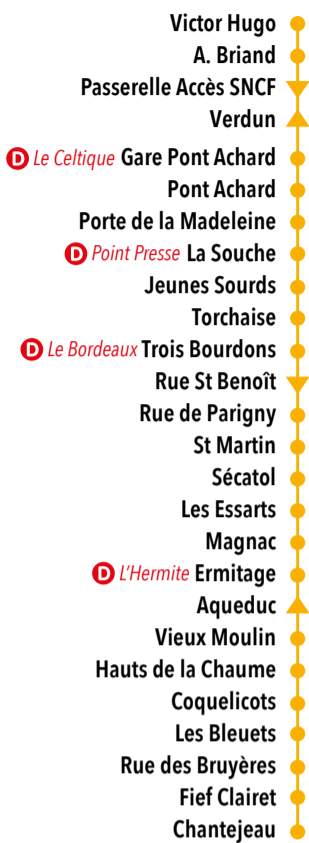 Victor Hugo
A. Briand
Passerelle Accès SNCF
Verdun
D Le Celtique Gare Pont Achard
Pont Achard
Porte de la Madeleine
D Point Presse La Souche
Jeunes Sourds
Torchaise
D Le Bordeaux Trois Bourdons
Rue St Benoît
Rue de Parigny
St Martin
Sécatol
Les Essarts
Magnac
D L'Hermite Ermitage
Aqueduc
Vieux Moulin
Hauts de la Chaume
Coquelicots
Les Bleuets
Rue des Bruyères
Fief Clairet
Chantejeau